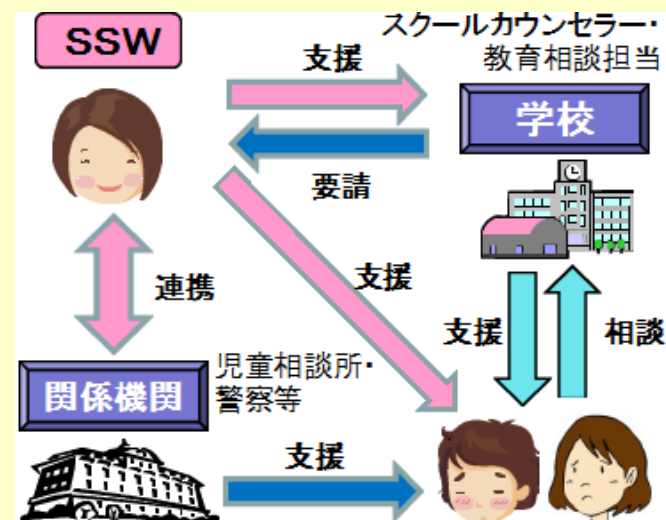 SSW
スクールカウンセラー・
教育相談担当
支援
学校
要請
支援
連携
支援
相談
児童相談所・
警察等
関係機関
支援